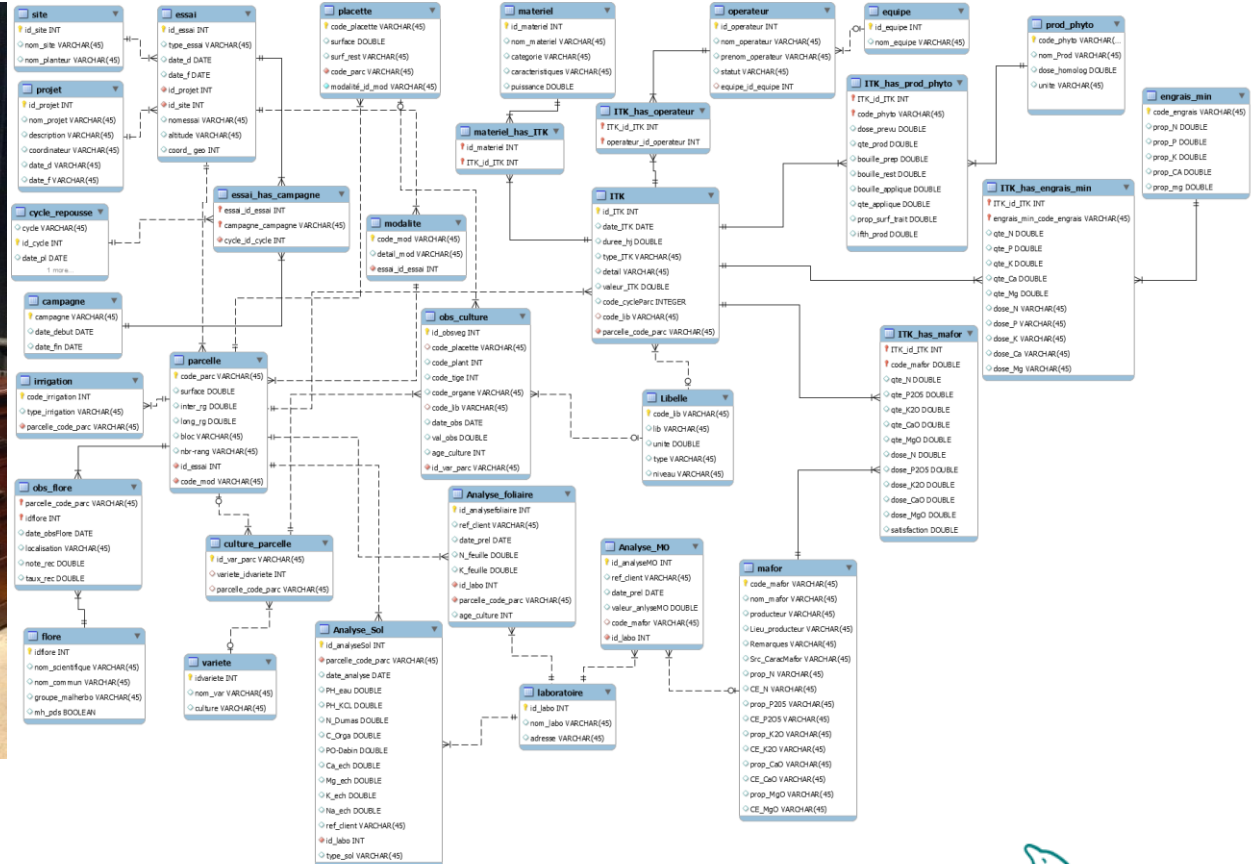 site
id_site INT
nom_site VARCHAR(45)
nom_planteur VARCHAR(45)
projet
id_projet INT
nom_projet VARCHAR(45)
description VARCHAR(45)
coordinateur VARCHAR(45)
date_d VARCHAR(45)
date_f VARCHAR(45)
cycle_repousse
cycle VARCHAR(45)
id_cycle INT
date_pl DATE
1 more...
campagne
campagne VARCHAR(45)
date_debut DATE
date_fin DATE
irrigation
code_irrigation INT
type_irrigation VARCHAR(45)
parcelle_code_parc VARCHAR(45)
obs_flore
parcelle_code_parc VARCHAR(45)
idflore INT
date_obsFlore DATE
localisation VARCHAR(45)
note_rec DOUBLE
taux_rec DOUBLE
flore
idflore INT
nom_scientifique VARCHAR(45)
nom_commun VARCHAR(45)
groupe_malherbo VARCHAR(45)
mh_pds BOOLEAN
essai
id_essai INT
type_essai VARCHAR(45)
date_d DATE
date_f DATE
id_projet INT
id_site INT
nomessai VARCHAR(45)
altitude VARCHAR(45)
coord_ geo INT
essai_has_campagne
essai_id_essai INT
campagne_campagne VARCHAR(45)
cycle_id_cycle INT
parcelle
code_parc VARCHAR(45)
surface DOUBLE
inter_rg DOUBLE
long_rg DOUBLE
bloc VARCHAR(45)
nbr-rang VARCHAR(45)
id_essai INT
code_mod VARCHAR(45)
culture_parcelle
id_var_parc VARCHAR(45)
variete_idvariete INT
parcelle_code_parc VARCHAR(45)
variete
idvariete INT
nom_var VARCHAR(45)
culture VARCHAR(45)
placette
code_placette VARCHAR(45)
surface DOUBLE
surf_rest VARCHAR(45)
code_parc VARCHAR(45)
modalité_id_mod VARCHAR(45)
modalite
code_mod VARCHAR(45)
detail_mod VARCHAR(45)
essai_id_essai INT
obs_culture
id_obsveg INT
code_placette VARCHAR(45)
code_plant INT
code_tige INT
code_organe VARCHAR(45)
code_lib VARCHAR(45)
date_obs DATE
val_obs DOUBLE
age_culture INT
id_var_parc VARCHAR(45)
Analyse_Sol
id_analyseSol INT
parcelle_code_parc VARCHAR(45)
date_analyse DATE
PH_eau DOUBLE
PH_KCL DOUBLE
N_Dumas DOUBLE
C_Orga DOUBLE
PO-Dabin DOUBLE
Ca_ech DOUBLE
Mg_ech DOUBLE
K_ech DOUBLE
Na_ech DOUBLE
ref_client VARCHAR(45)
id_labo INT
type_sol VARCHAR(45)
Analyse_foliaire
id_analysefoliaire INT
ref_client VARCHAR(45)
date_prel DATE
N_feuille DOUBLE
K_feuille DOUBLE
id_labo INT
parcelle_code_parc VARCHAR(45)
age_culture INT
materiel
id_materiel INT
nom_materiel VARCHAR(45)
categorie VARCHAR(45)
caracteristiques VARCHAR(45)
puissance DOUBLE
materiel_has_ITK
id_materiel INT
ITK_id_ITK INT
operateur
id_operateur INT
nom_operateur VARCHAR(45)
prenom_operateur VARCHAR(45)
statut VARCHAR(45)
equipe_id_equipe INT
equipe
id_equipe INT
nom_equipe VARCHAR(45)
ITK_has_operateur
ITK_id_ITK INT
operateur_id_operateur INT
ITK
id_ITK INT
date_ITK DATE
duree_hj DOUBLE
type_ITK VARCHAR(45)
detail VARCHAR(45)
valeur_ITK DOUBLE
code_cycleParc INTEGER
code_lib VARCHAR(45)
parcelle_code_parc VARCHAR(45)
Libelle
code_lib VARCHAR(45)
lib VARCHAR(45)
unite DOUBLE
type VARCHAR(45)
niveau VARCHAR(45)
Analyse_MO
id_analyseMO INT
ref_client VARCHAR(45)
date_prel DATE
valeur_anlyseMO DOUBLE
code_mafor VARCHAR(45)
id_labo INT
laboratoire
id_labo INT
nom_labo VARCHAR(45)
adresse VARCHAR(45)
ITK_has_prod_phyto
ITK_id_ITK INT
code_phyto VARCHAR(45)
dose_prevu DOUBLE
qte_prod DOUBLE
bouille_prep DOUBLE
bouille_rest DOUBLE
bouille_applique DOUBLE
qte_applique DOUBLE
prop_surf_trait DOUBLE
ifth_prod DOUBLE
prod_phyto
code_phyto VARCHAR(...
nom_Prod VARCHAR(45)
dose_homolog DOUBLE
unite VARCHAR(45)
engrais_min
code_engrais VARCHAR(45)
prop_N DOUBLE
prop_P DOUBLE
prop_K DOUBLE
prop_CA DOUBLE
prop_mg DOUBLE
ITK_has_engrais_min
ITK_id_ITK INT
engrais_min_code_engrais VARCHAR(45)
qte_N DOUBLE
qte_P DOUBLE
qte_K DOUBLE
qte_Ca DOUBLE
qte_Mg DOUBLE
dose_N VARCHAR(45)
dose_P VARCHAR(45)
dose_K VARCHAR(45)
dose_Ca VARCHAR(45)
dose_Mg VARCHAR(45)
ITK_has_mafor
ITK_id_ITK INT
code_mafor DOUBLE
qte_N DOUBLE
qte_P2O5 DOUBLE
qte_K2O DOUBLE
qte_CaO DOUBLE
qte_MgO DOUBLE
dose_N DOUBLE
dose_P2O5 DOUBLE
dose_K2O DOUBLE
dose_CaO DOUBLE
dose_MgO DOUBLE
satisfaction DOUBLE
mafor
code_mafor VARCHAR(45)
nom_mafor VARCHAR(45)
producteur VARCHAR(45)
Lieu_producteur VARCHAR(45)
Remarques VARCHAR(45)
Src_CaracMafor VARCHAR(45)
prop_N VARCHAR(45)
CE_N VARCHAR(45)
prop_P205 VARCHAR(45)
CE_P2O5 VARCHAR(45)
prop_K2O VARCHAR(45)
CE_K2O VARCHAR(45)
prop_CaO VARCHAR(45)
CE_CaO VARCHAR(45)
prop_MgO VARCHAR(45)
CE_MgO VARCHAR(45)